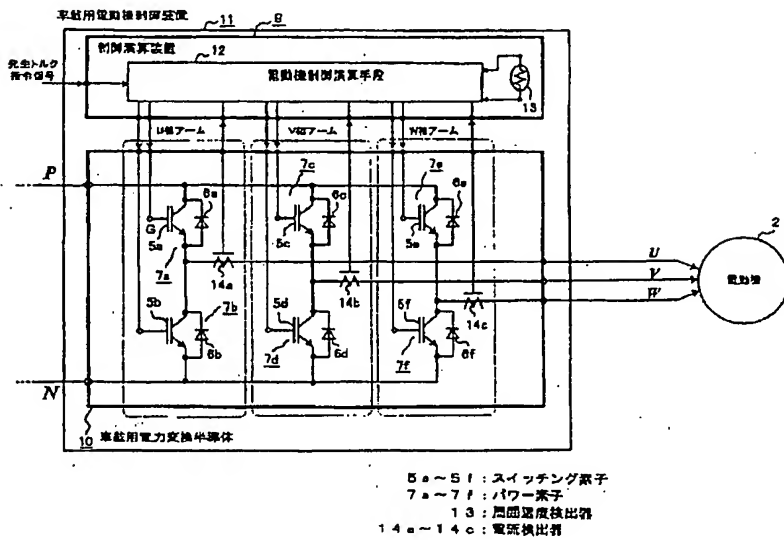 車載用電動機制御装置
11
9
制御演算装置
12
発生トルク
指令信号
電動機制御演算手段
13
U相アーム
V相アーム
W相アーム
P
7c
7e
6a
6c
6e
G
5a
5c
5e
7a
14a
14b
14c
2
U
V
W
電動機
5b
7b
6b
5d
7d
6d
5f
7f
6f
N
10
車載用電力変換半導体
5a~5f:スイッチング素子
7a~7f:パワー素子
13:周囲温度検出器
14a~14c:電流検出器